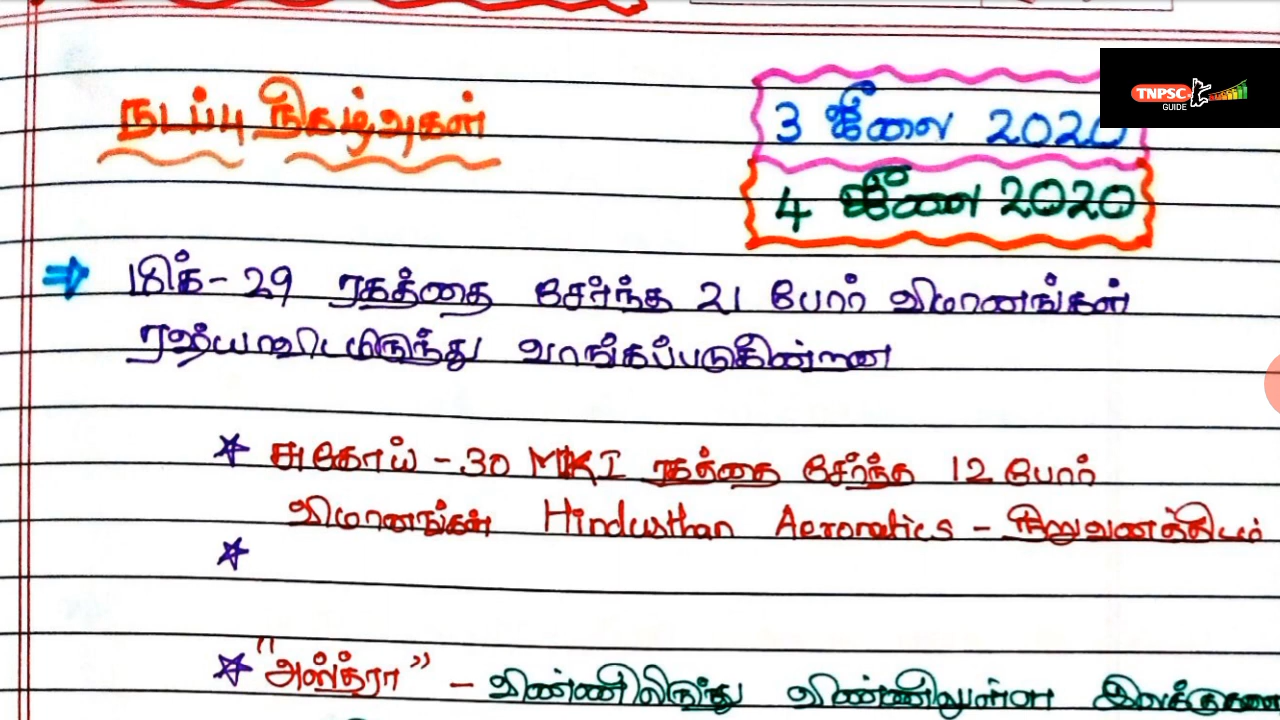 நடப்பு நிகழ்வுகள்
3 ஜீலை 2020
4 ஜீலை 2020
TNPSC
GUIDE
⇒ மிக் - 29 ரகத்தை சேர்ந்த 21 போர் விமானங்கள்
ரஷ்யாவிடமிருந்து வாங்கப்படுகின்றன
* சுகோய் - 30 MKI ரகத்தை சேர்ந்த 12 போர்
விமானங்கள் Hindusthan Aeronatics - நிறுவனத்திடம்
*
* "அஸ்த்ரா" - விண்ணிலிருந்து விண்ணிலுள்ள இலக்குகளை